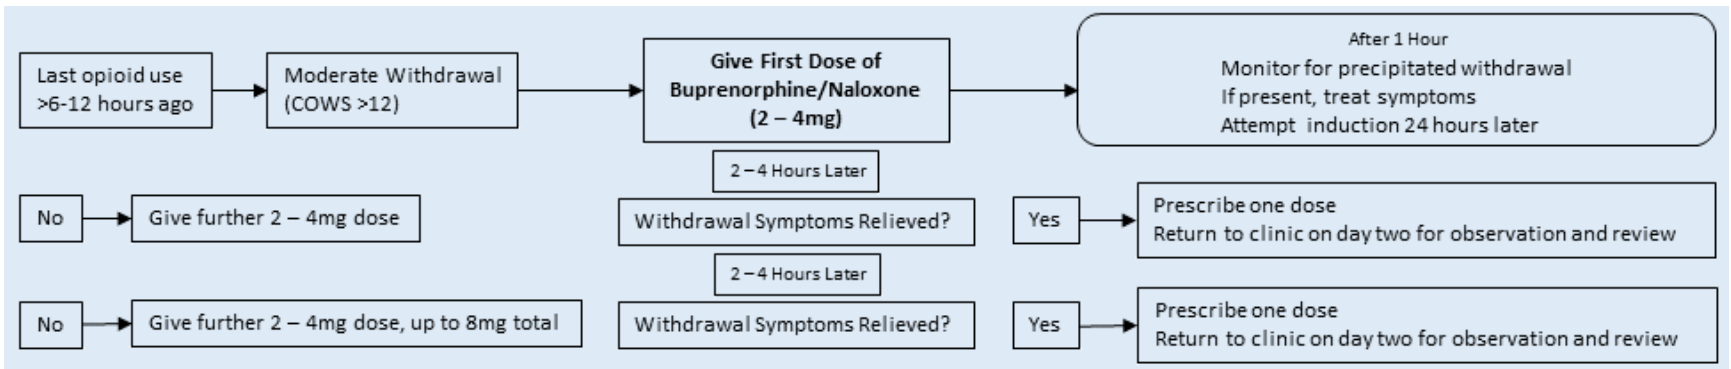 Last opioid use
>6-12 hours ago
Moderate Withdrawal
(COWS >12)
Give First Dose of
Buprenorphine/Naloxone
(2 – 4mg)
After 1 Hour
Monitor for precipitated withdrawal
If present, treat symptoms
Attempt induction 24 hours later
2 – 4 Hours Later
No
Give further 2 – 4mg dose
Withdrawal Symptoms Relieved?
Yes
Prescribe one dose
Return to clinic on day two for observation and review
2 – 4 Hours Later
No
Give further 2 – 4mg dose, up to 8mg total
Withdrawal Symptoms Relieved?
Yes
Prescribe one dose
Return to clinic on day two for observation and review